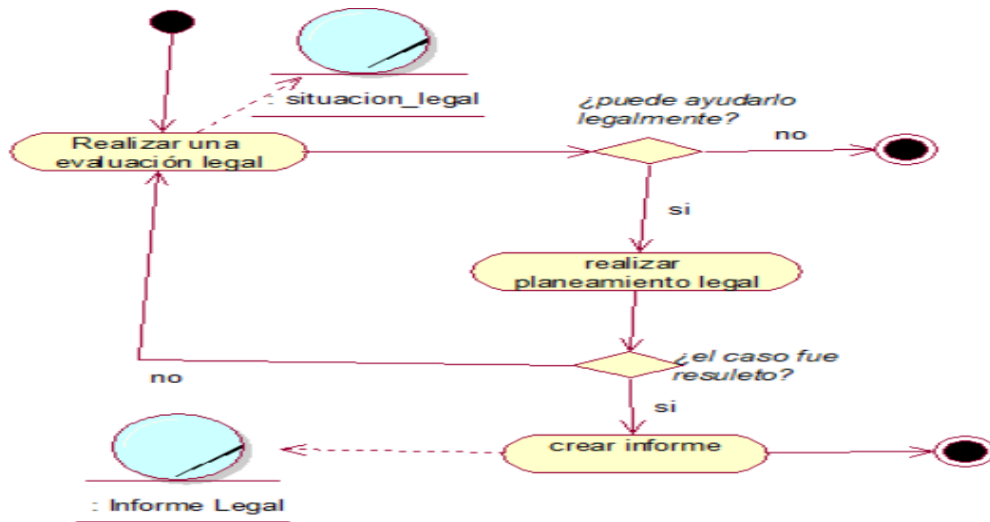 : situacion_legal
¿puede ayudarlo
legalmente?
no
Realizar una
evaluación legal
si
realizar
planeamiento legal
¿el caso fue
resuleto?
no
si
crear informe
: Informe Legal